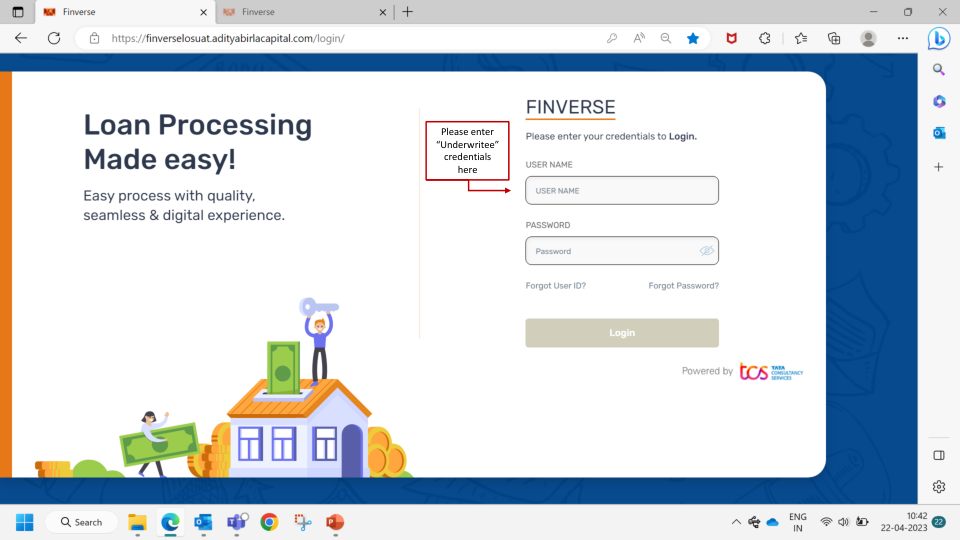 Finverse
Finverse
https://finverselosuat.adityabirlacapital.com/login/
Loan Processing
Made easy!
Easy process with quality,
seamless & digital experience.
Please enter
“Underwritee”
credentials
here
FINVERSE
Please enter your credentials to Login.
USER NAME
USER NAME
PASSWORD
Password
Forgot User ID? Forgot Password?
Login
Powered by tcs TATA
CONSULTANCY
SERVICES
Search
ENG
IN
10:42
22-04-2023
22